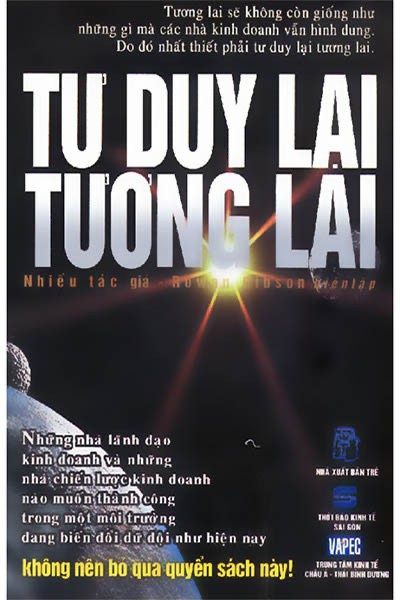 Tương lai sẽ không còn giống như
những gì mà các nhà kinh doanh vẫn hình dung.
Do đó nhất thiết phải tư duy lại tương lai.
TƯ DUY LẠI
TƯƠNG LAI
Nhiều tác giả - Rowan Gibson biên tập
Những nhà lãnh đạo
kinh doanh và những
nhà chiến lược kinh doanh
nào muốn thành công
trong một môi trường
đang biến đổi dữ dội như hiện nay
không nên bỏ qua quyển sách này!
NHÀ XUẤT BẢN TRẺ
THỜI BÁO KINH TẾ
SÀI GÒN
VAPEC
TRUNG TÂM KINH TẾ
CHÂU Á - THÁI BÌNH DƯƠNG